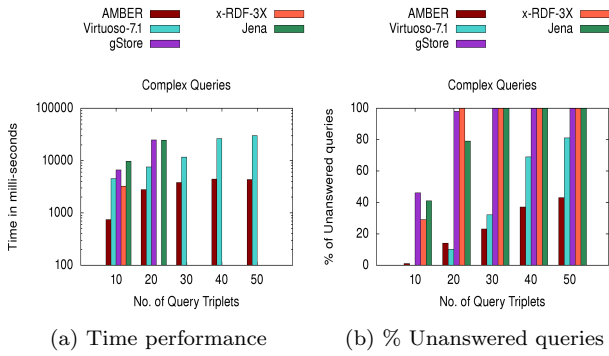 AMBER
Virtuoso-7.1
gStore
x-RDF-3X
Jena
Complex Queries
Time in milli-seconds
100000
10000
1000
100
10 20 30 40 50
No. of Query Triplets
(a) Time performance
AMBER
Virtuoso-7.1
gStore
x-RDF-3X
Jena
Complex Queries
% of Unanswered queries
100
80
60
40
20
0
10 20 30 40 50
No. of Query Triplets
(b) % Unanswered queries